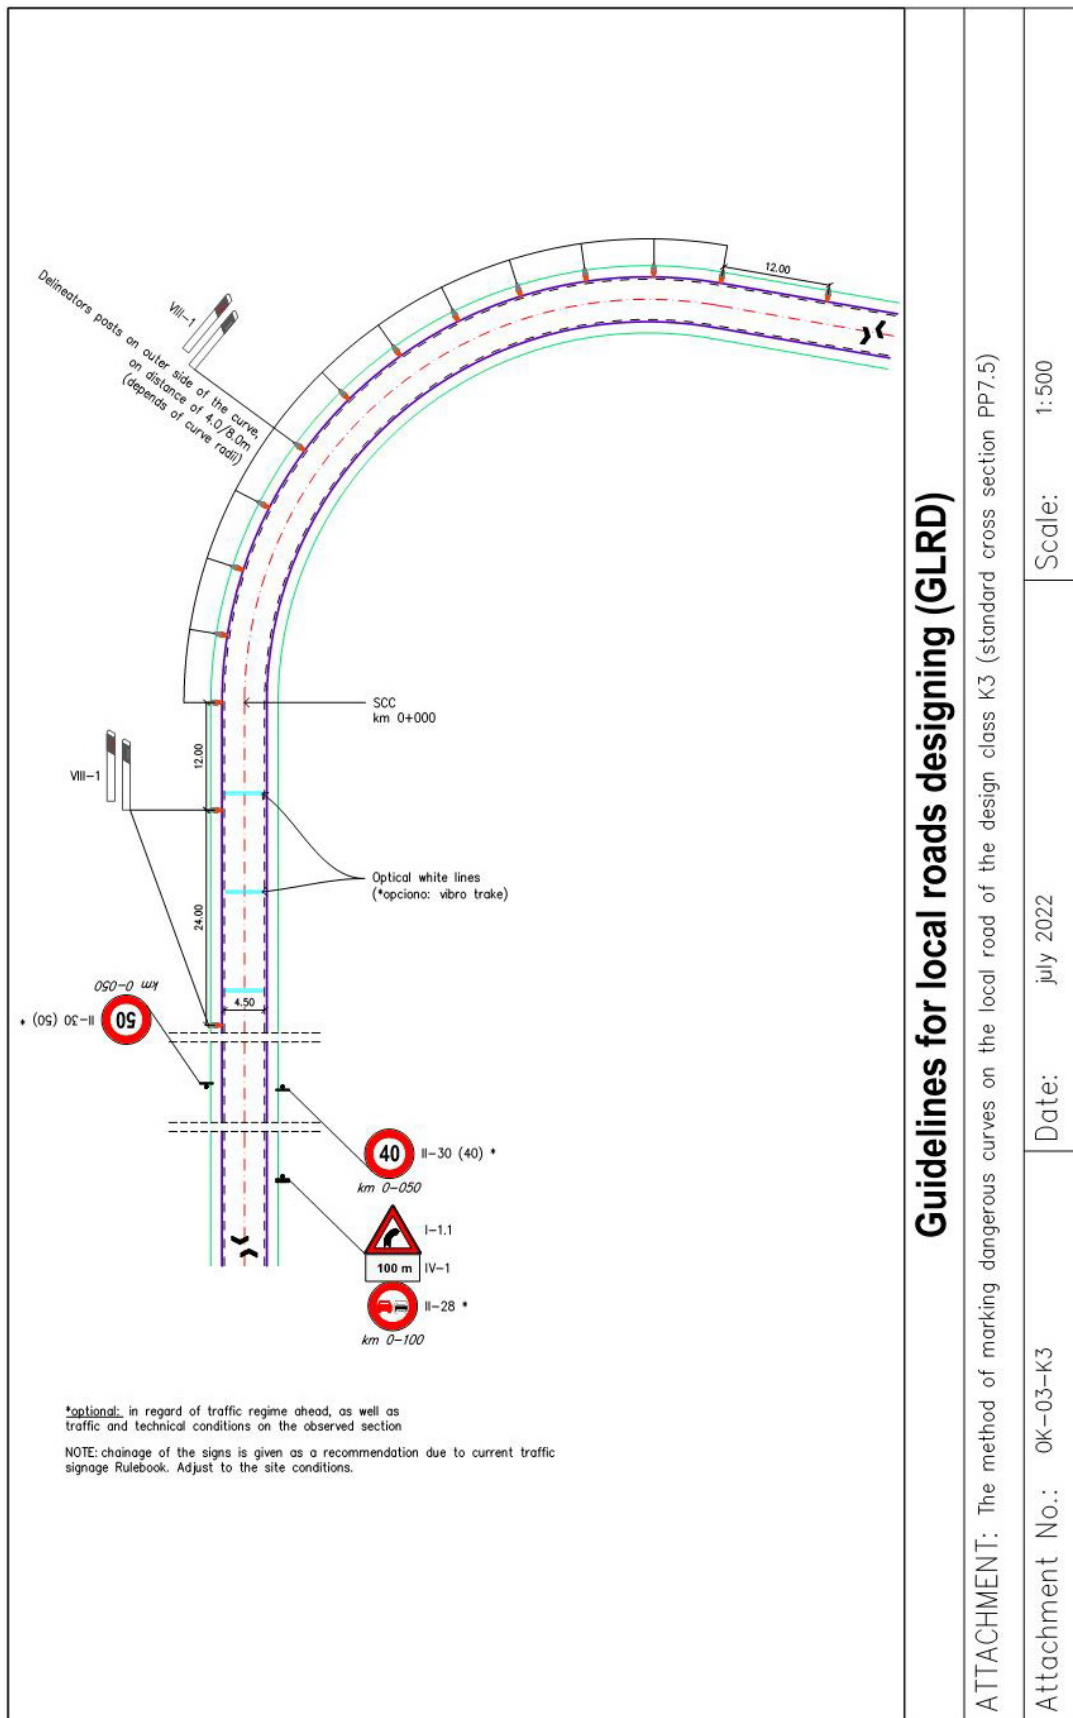 Delineators posts on outer side of the curve,
on distance of 4.0/8.0m
(depends of curve radii)
VIII-1
12.00
SCC
km 0+000
12.00
VIII-1
Optical white lines
(*opciono: vibro trake)
24.00
4.50
km 0-050
50
II-30 (50) *
40
II-30 (40) *
km 0-050
I-1.1
100 m
IV-1
II-28 *
km 0-100
*optional: in regard of traffic regime ahead, as well as
traffic and technical conditions on the observed section
NOTE: chainage of the signs is given as a recommendation due to current traffic
signage Rulebook. Adjust to the site conditions.
Guidelines for local roads designing (GLRD)
ATTACHMENT: The method of marking dangerous curves on the local road of the design class K3 (standard cross section PP7.5)
Attachment No.: OK-03-K3
Date: july 2022
Scale: 1:500